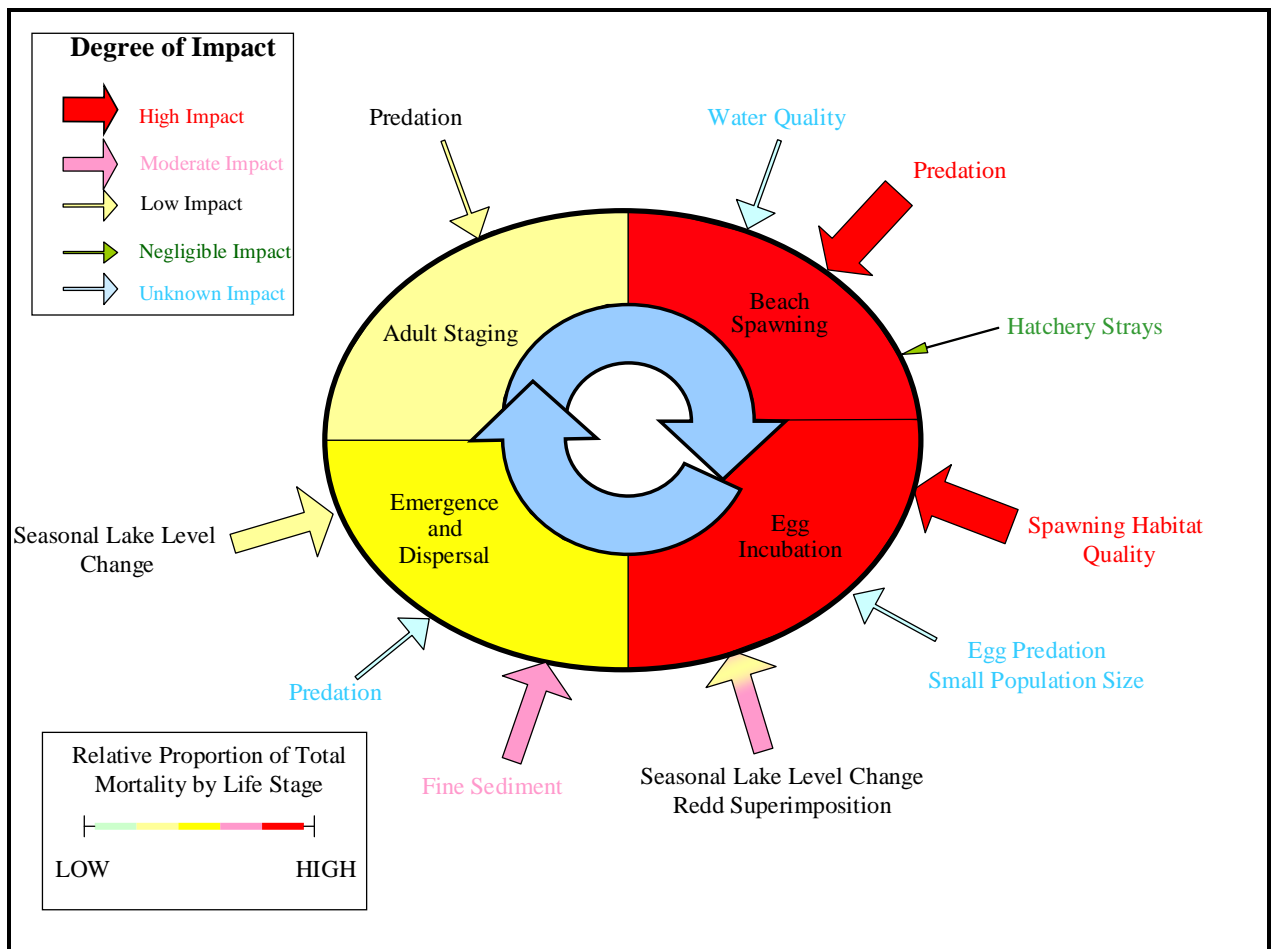 Degree of Impact
High Impact
Moderate Impact
Low Impact
Negligible Impact
Unknown Impact
Predation
Water Quality
Predation
Beach
Spawning
Adult Staging
Hatchery Strays
Emergence
and
Dispersal
Egg
Incubation
Seasonal Lake Level
Change
Spawning Habitat
Quality
Predation
Egg Predation
Small Population Size
Fine Sediment
Seasonal Lake Level Change
Redd Superimposition
Relative Proportion of Total
Mortality by Life Stage
LOW
HIGH